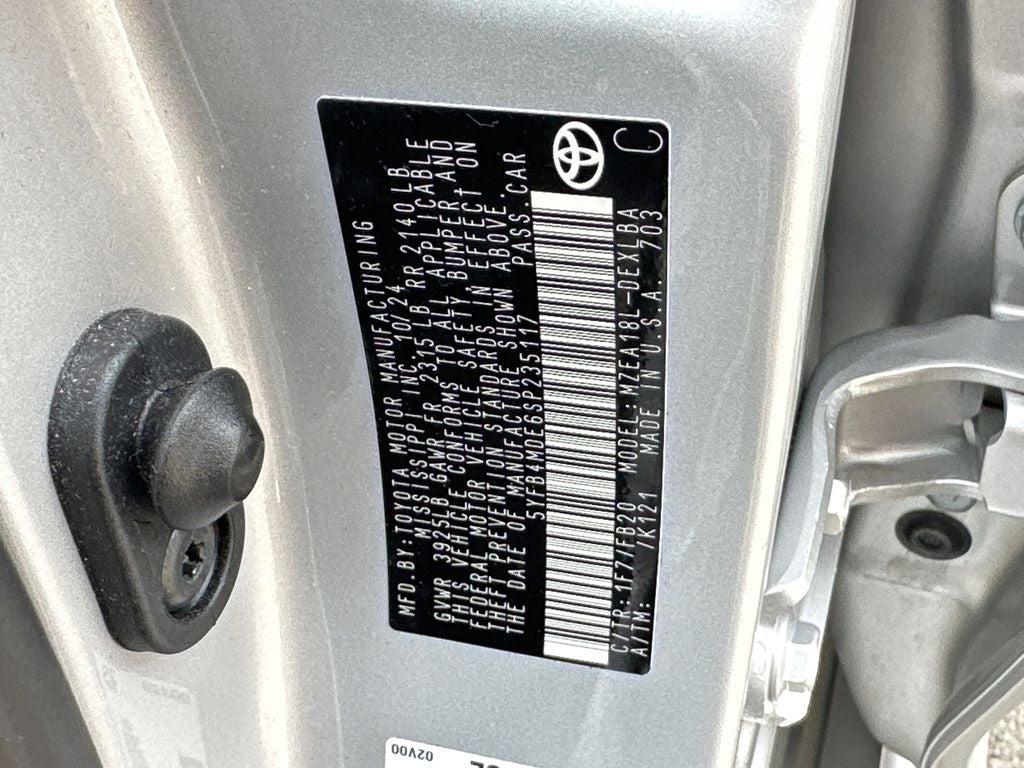 MFD.BY:TOYOTA MOTOR MANUFACTURING
MISSISSIPPI INC. 10/24
GVWR 3925LB GAWR FR 2315 LB RR 2140 LB
THIS VEHICLE CONFORMS TO ALL APPLICABLE
FEDERAL MOTOR VEHICLE SAFETY BUMPER, AND
THEFT PREVENTION STANDARDS IN EFFECT ON
THE DATE OF MANUFACTURE SHOWN ABOVE.
5YFB4MDE6SP235117 PASS.CAR
C/TR:1F7/FB20 MODEL:MZEA18L-DEXLBA
A/TM: /K121 MADE IN U.S.A.703
C
02V00